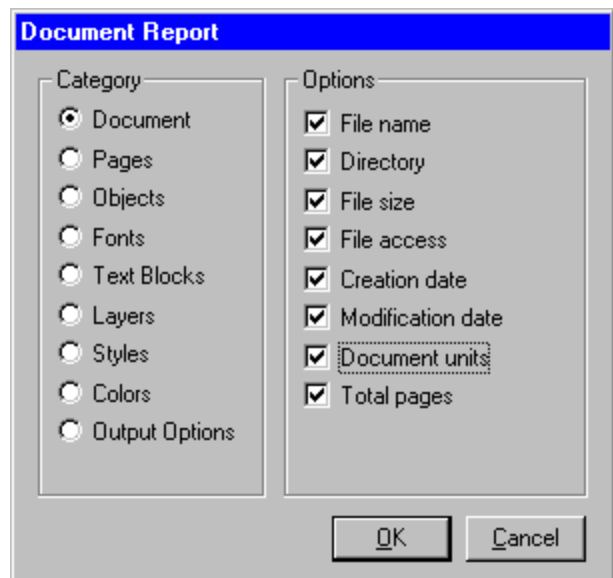 Document Report
Category
Document
Pages
Objects
Fonts
Text Blocks
Layers
Styles
Colors
Output Options
Options
File name
Directory
File size
File access
Creation date
Modification date
Document units
Total pages
OK
Cancel